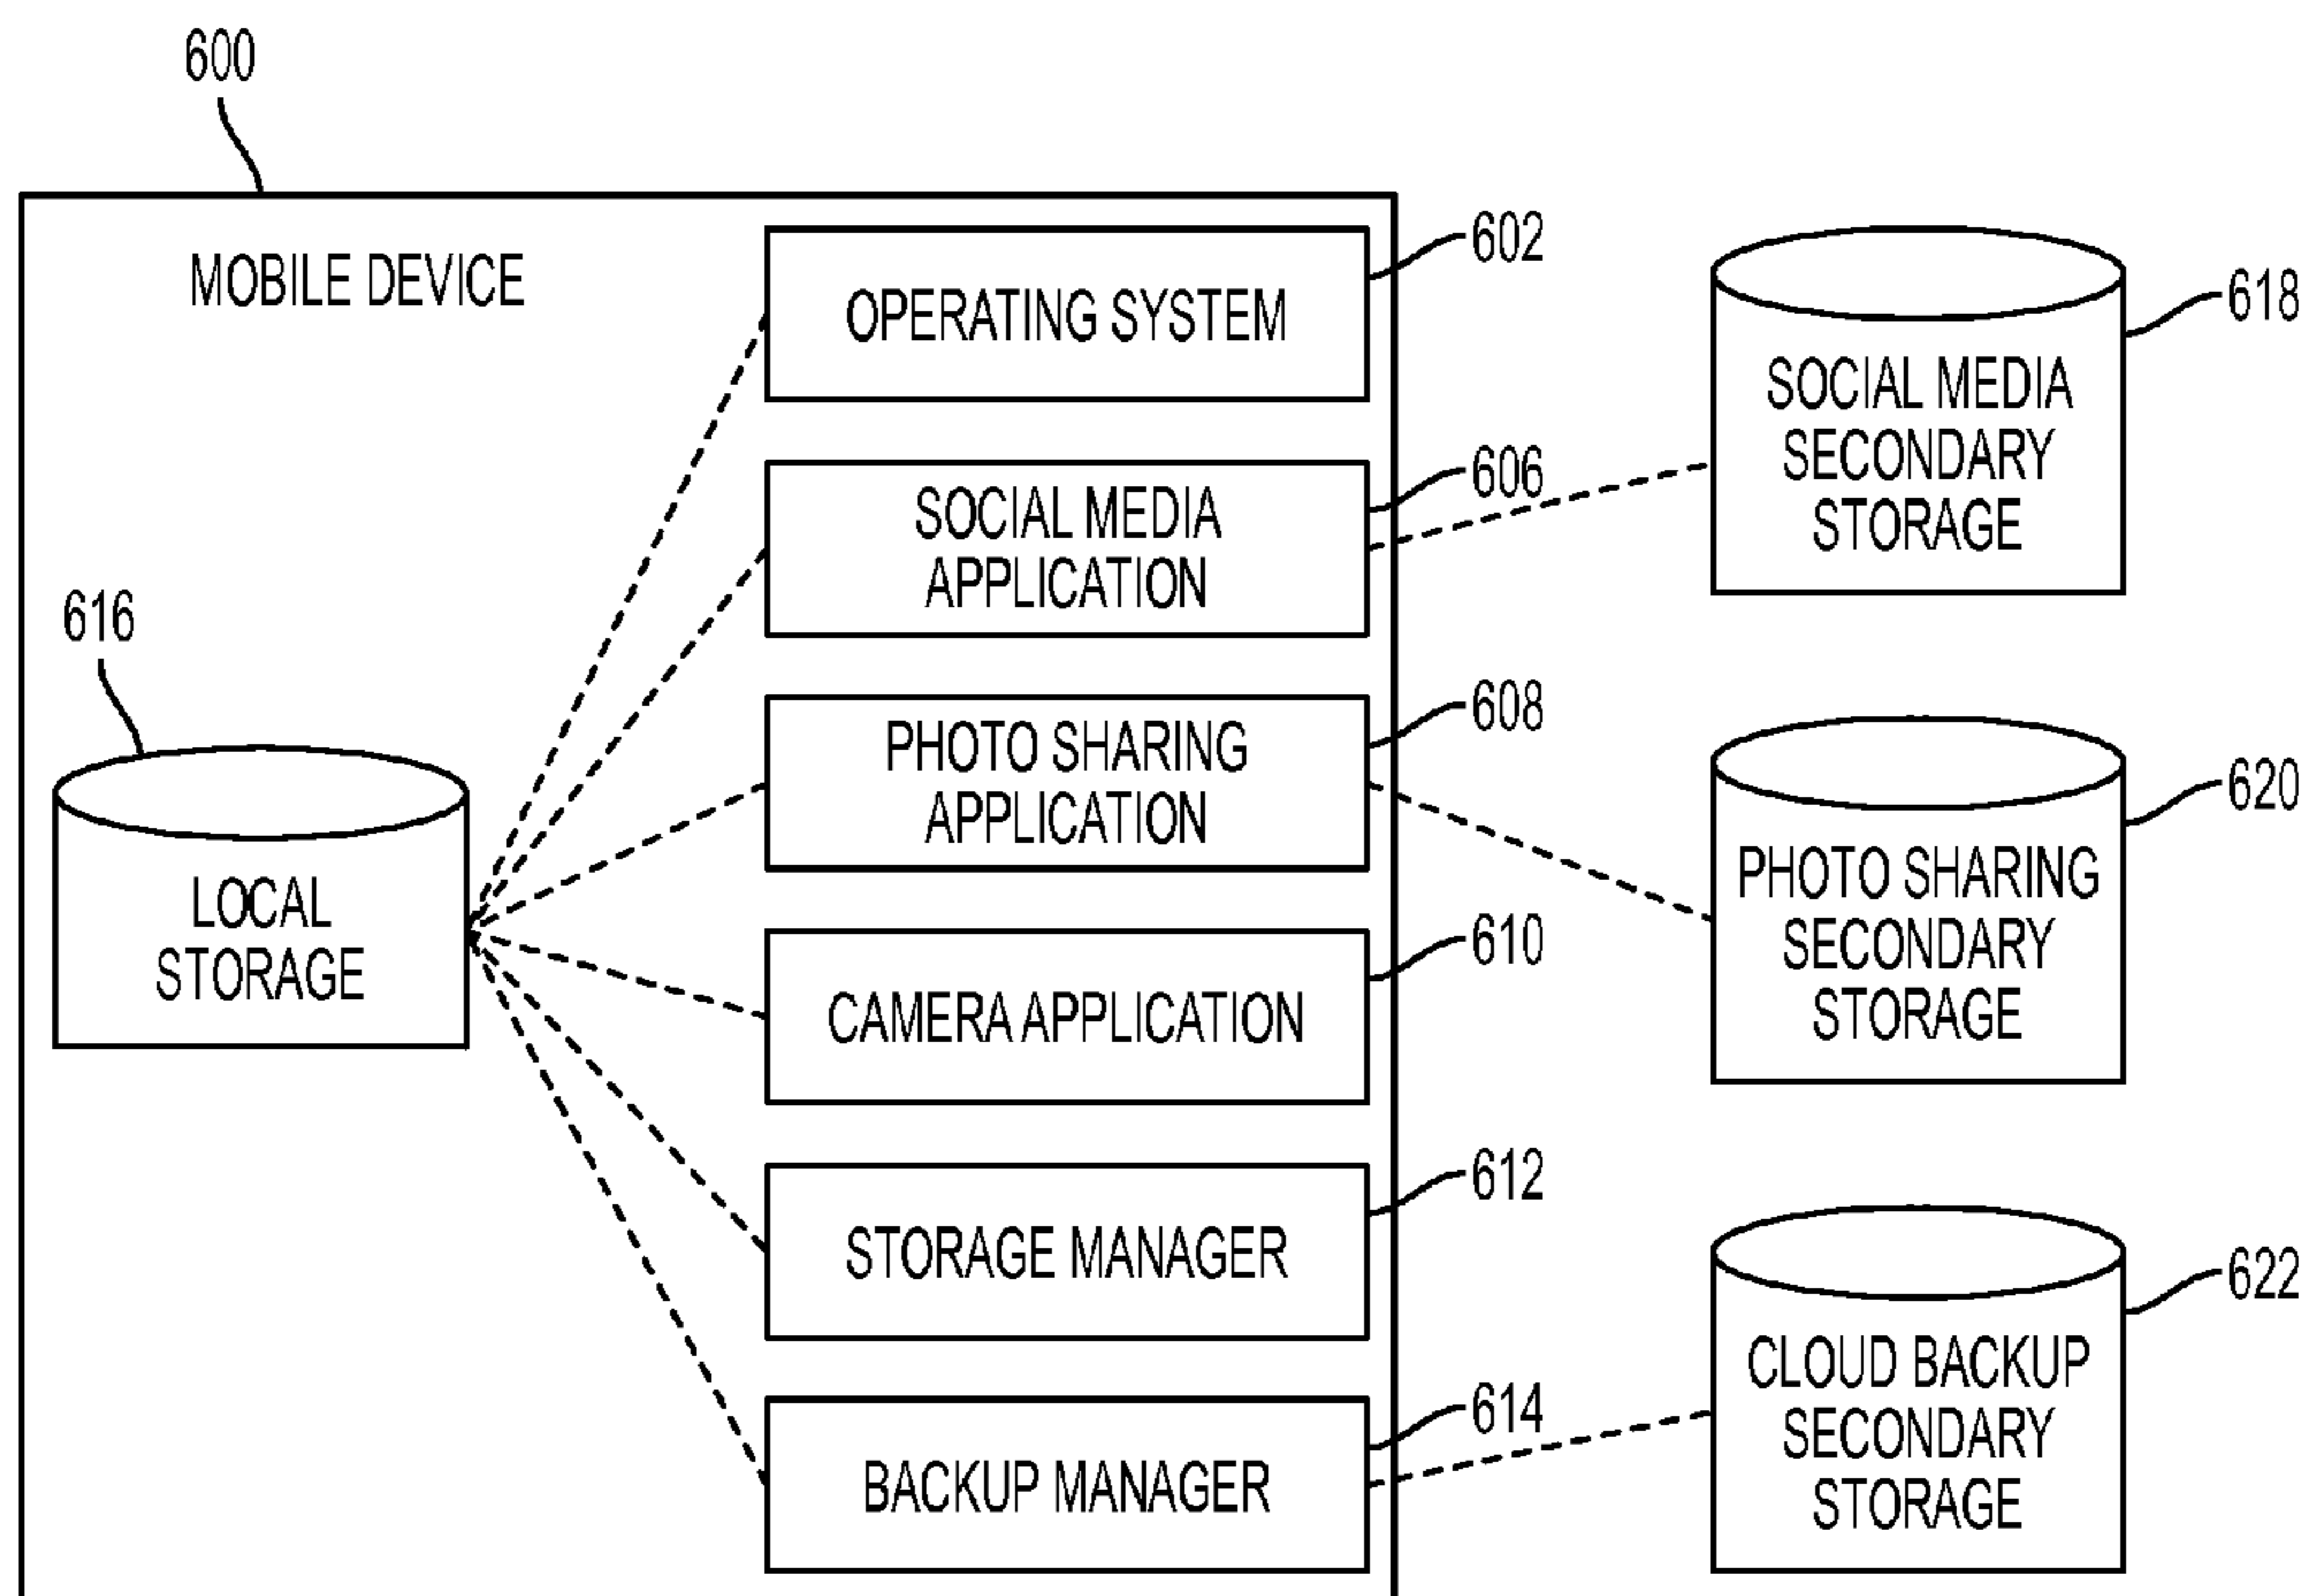 600
MOBILE DEVICE
OPERATING SYSTEM
602
SOCIAL MEDIA
APPLICATION
606
PHOTO SHARING
APPLICATION
608
CAMERA APPLICATION
610
STORAGE MANAGER
612
BACKUP MANAGER
614
616
LOCAL
STORAGE
618
SOCIAL MEDIA
SECONDARY
STORAGE
620
PHOTO SHARING
SECONDARY
STORAGE
622
CLOUD BACKUP
SECONDARY
STORAGE